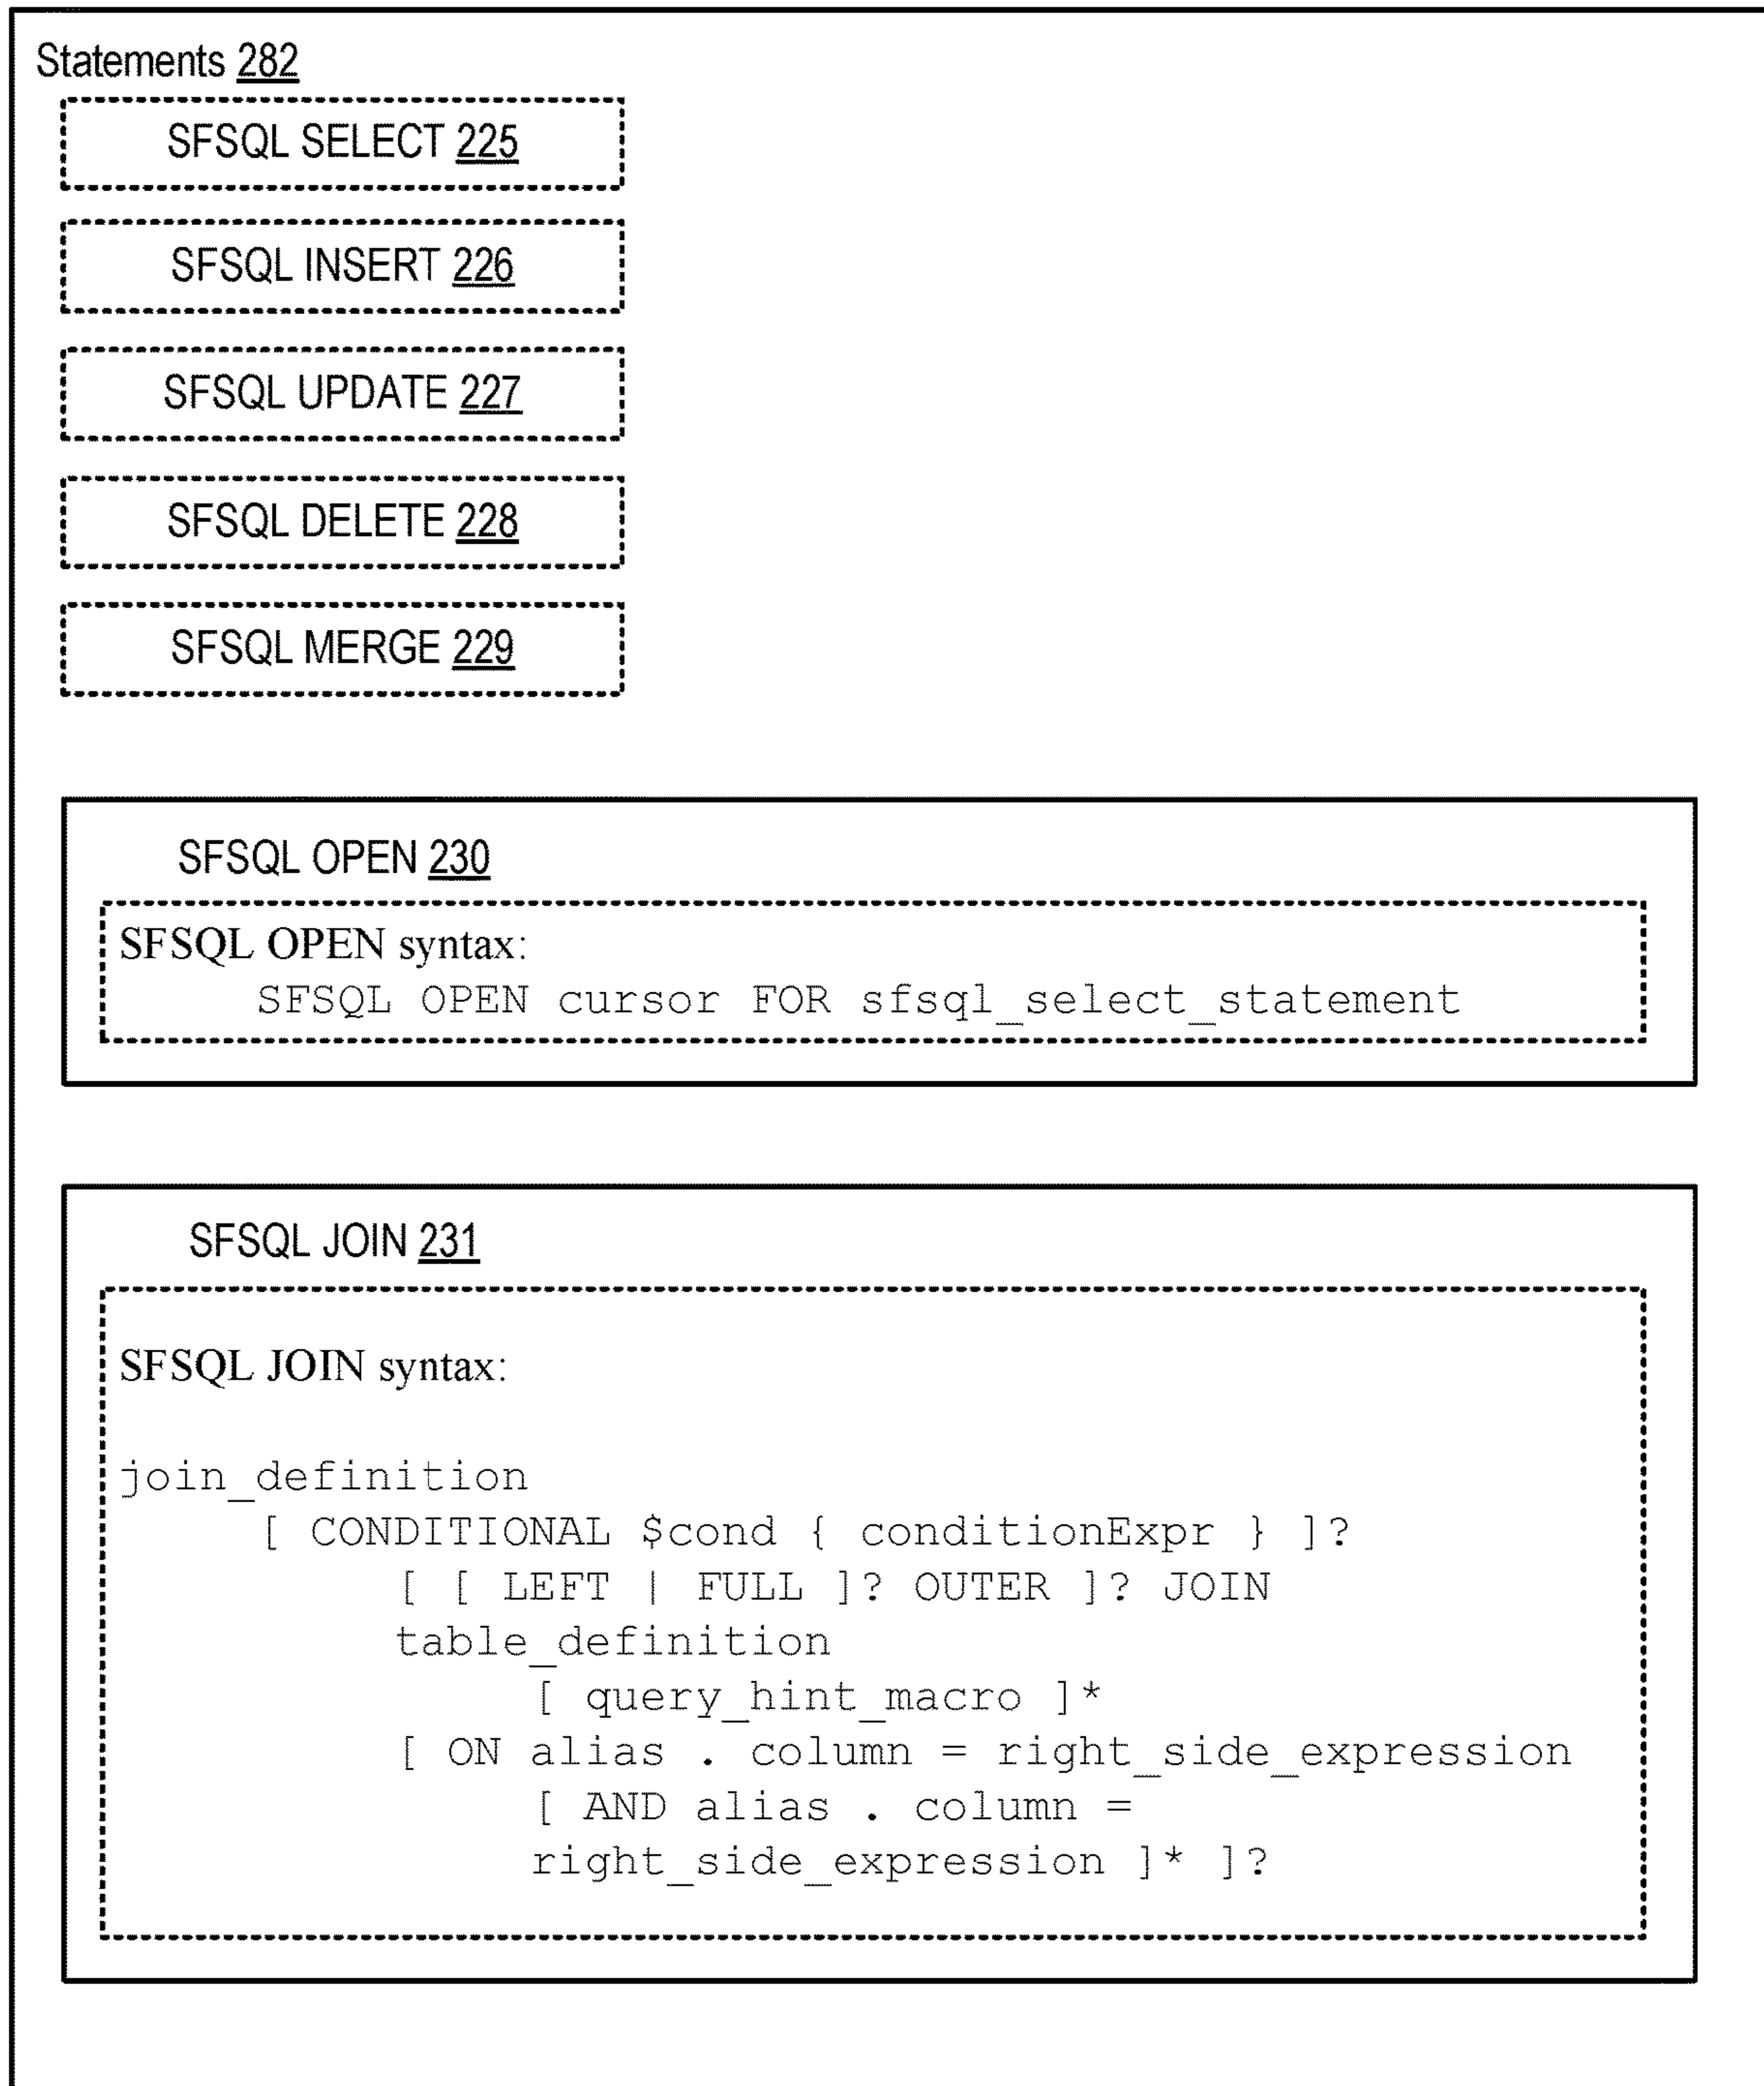 Statements 282
SFSQL SELECT 225
SFSQL INSERT 226
SFSQL UPDATE 227
SFSQL DELETE 228
SFSQL MERGE 229
SFSQL OPEN 230
SFSQL OPEN syntax:
SFSQL OPEN cursor FOR sfsql_select_statement
SFSQL JOIN 231
SFSQL JOIN syntax:
join_definition
[ CONDITIONAL $cond { conditionExpr } ]?
[ [ LEFT | FULL ]? OUTER ]? JOIN
table_definition
[ query_hint_macro ]*
[ ON alias . column = right_side_expression
[ AND alias . column =
right_side_expression ]* ]?